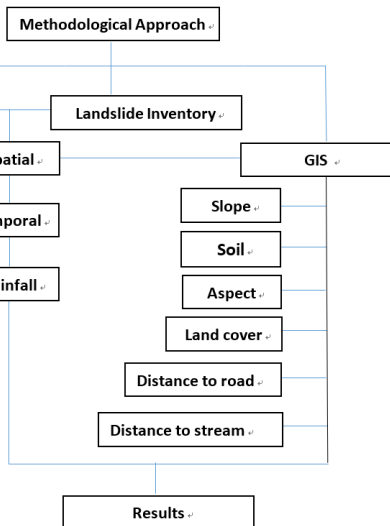 Methodological Approach
Landslide Inventory
patial
GIS
Slope
nporal
Soil
infall
Aspect
Land cover
Distance to road
Distance to stream
Results